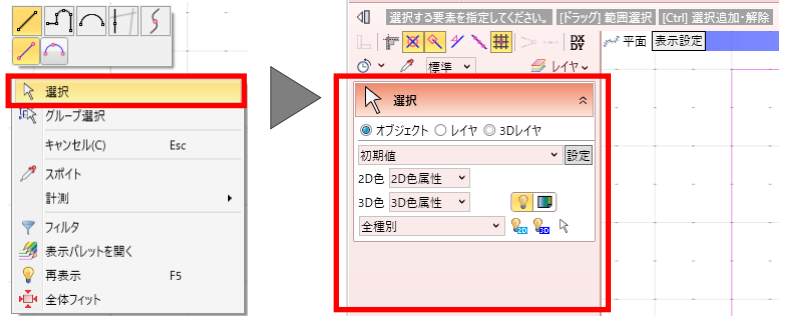 選択
グループ選択
キャンセル(C) Esc
スポイト
計測
フィルタ
表示パレットを開く
再表示 F5
全体フィット
選択する要素を指定してください。 [ドラッグ] 範囲選択 [Ctrl] 選択追加・解除
DX
DY
平面 表示設定
標準 レイヤ
選択
オブジェクト レイヤ 3Dレイヤ
初期値 設定
2D色 2D色属性
3D色 3D色属性
全種別 2D 3D